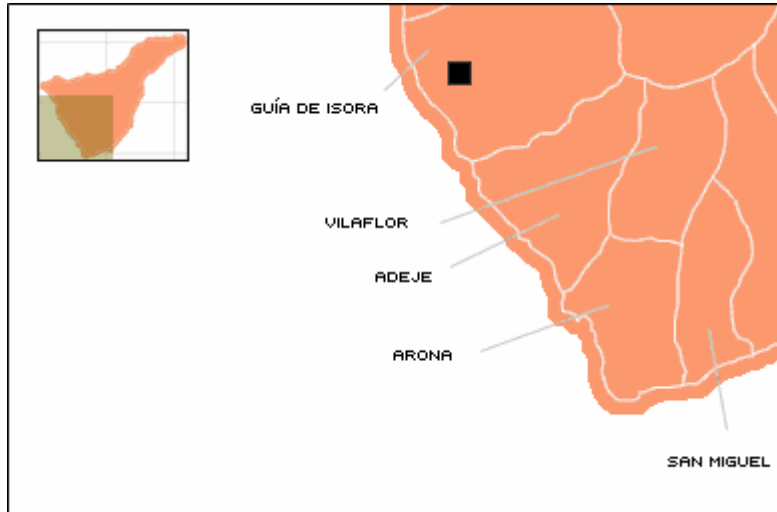 GUÍA DE ISORA
VILAFLOR
ADEJE
ARONA
SAN MIGUEL